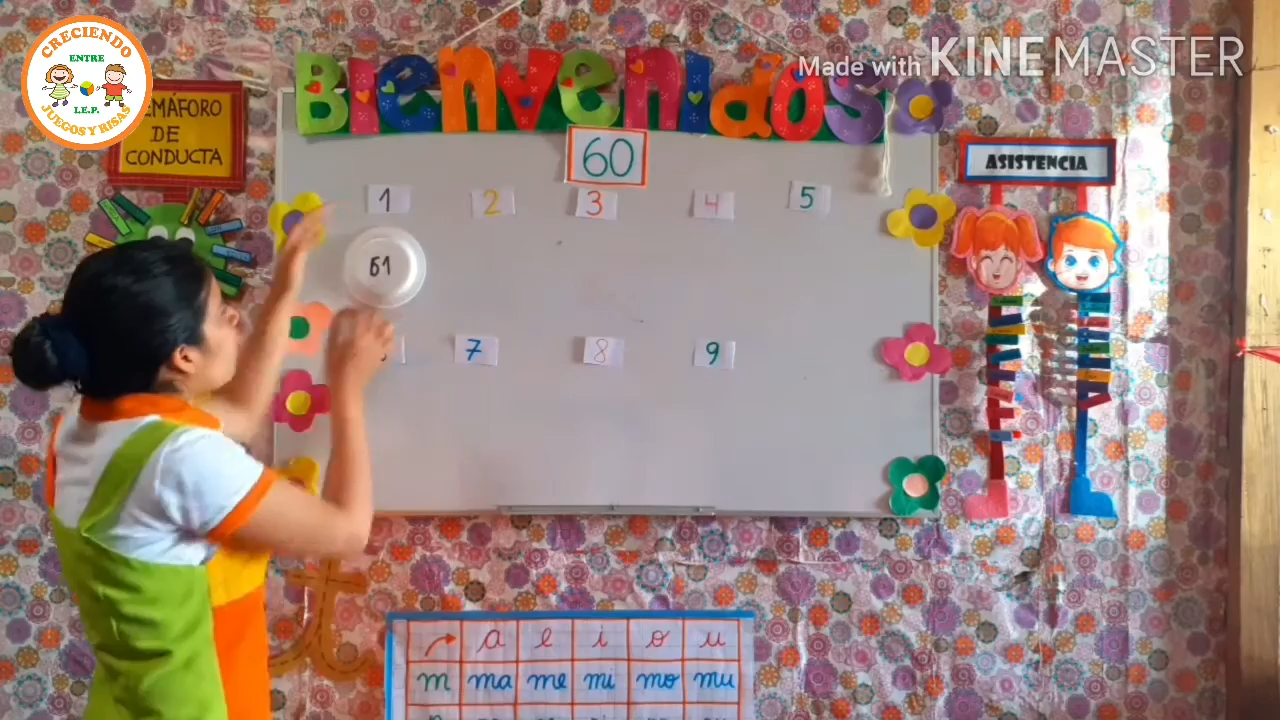 CRECIENDO
ENTRE
I.E.P.
JUEGOS Y RISAS
Made with KINEMASTER
Bienvenidos
SEMÁFORO
DE
CONDUCTA
60
ASISTENCIA
1 2 3 4 5
61
7 8 9
a e i o u
m ma me mi mo mu
t